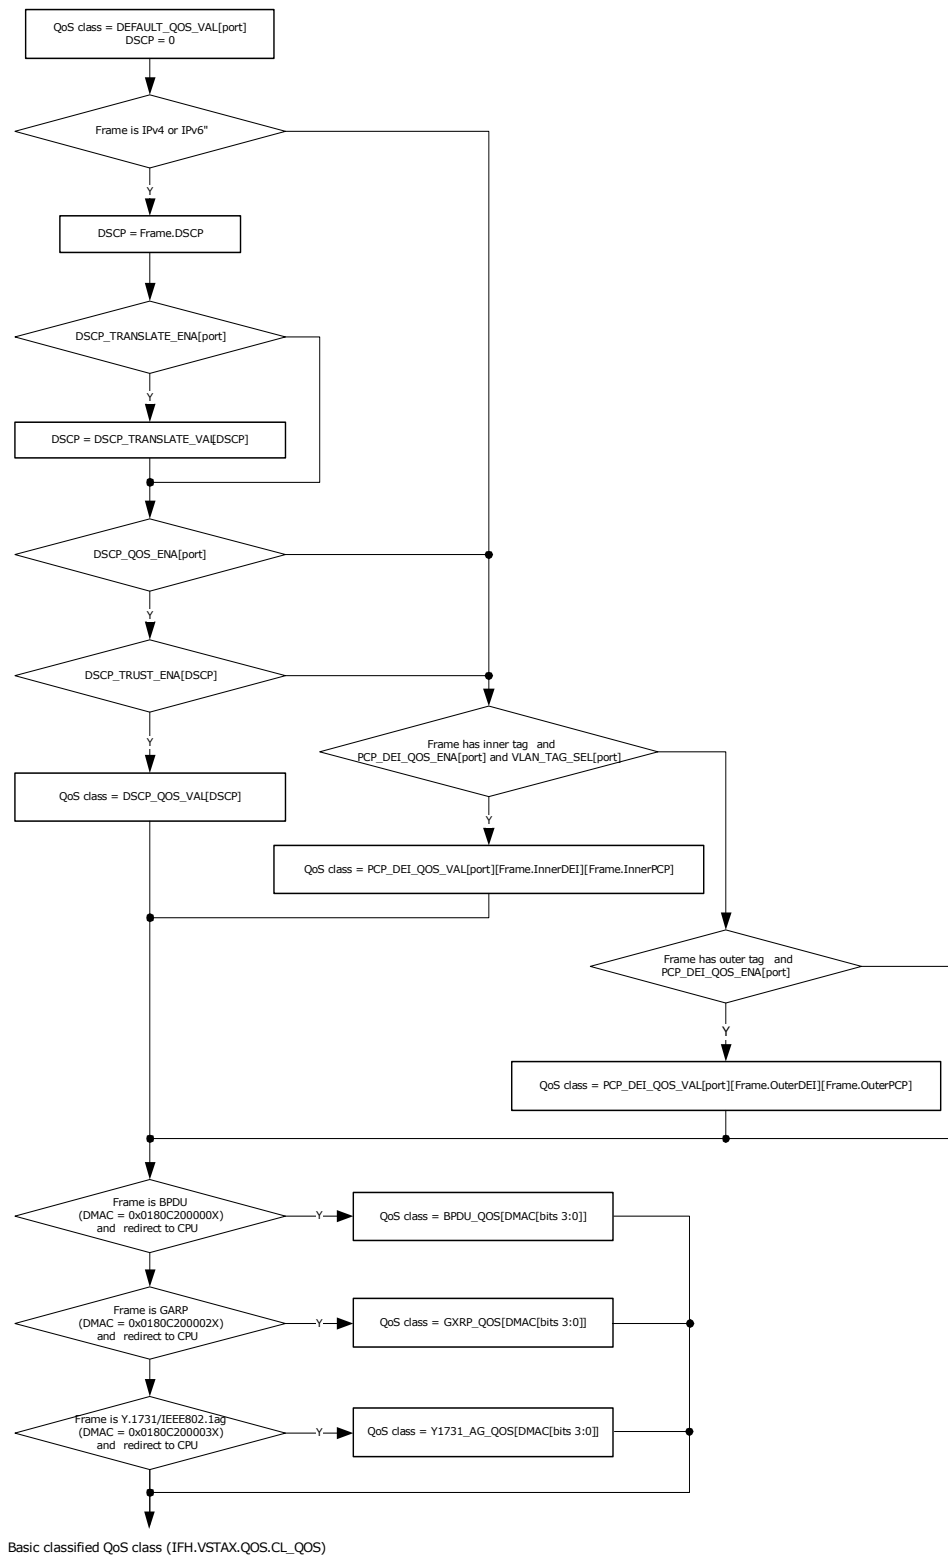 QoS class = DEFAULT_QOS_VAL[port]
DSCP = 0
Frame is IPv4 or IPv6"
Y
DSCP = Frame.DSCP
DSCP_TRANSLATE_ENA[port]
Y
DSCP = DSCP_TRANSLATE_VAL[DSCP]
DSCP_QOS_ENA[port]
Y
DSCP_TRUST_ENA[DSCP]
Y
Frame has inner tag and
PCP_DEI_QOS_ENA[port] and VLAN_TAG_SEL[port]
QoS class = DSCP_QOS_VAL[DSCP]
Y
QoS class = PCP_DEI_QOS_VAL[port][Frame.InnerDEI][Frame.InnerPCP]
Frame has outer tag and
PCP_DEI_QOS_ENA[port]
Y
QoS class = PCP_DEI_QOS_VAL[port][Frame.OuterDEI][Frame.OuterPCP]
Frame is BPDU
(DMAC = 0x0180C200000X)
and redirect to CPU
Y
QoS class = BPDU_QOS[DMAC[bits 3:0]]
Frame is GARP
(DMAC = 0x0180C200002X)
and redirect to CPU
Y
QoS class = GXRP_QOS[DMAC[bits 3:0]]
Frame is Y.1731/IEEE802.1ag
(DMAC = 0x0180C200003X)
and redirect to CPU
Y
QoS class = Y1731_AG_QOS[DMAC[bits 3:0]]
Basic classified QoS class (IFH.VSTAX.QOS.CL_QOS)